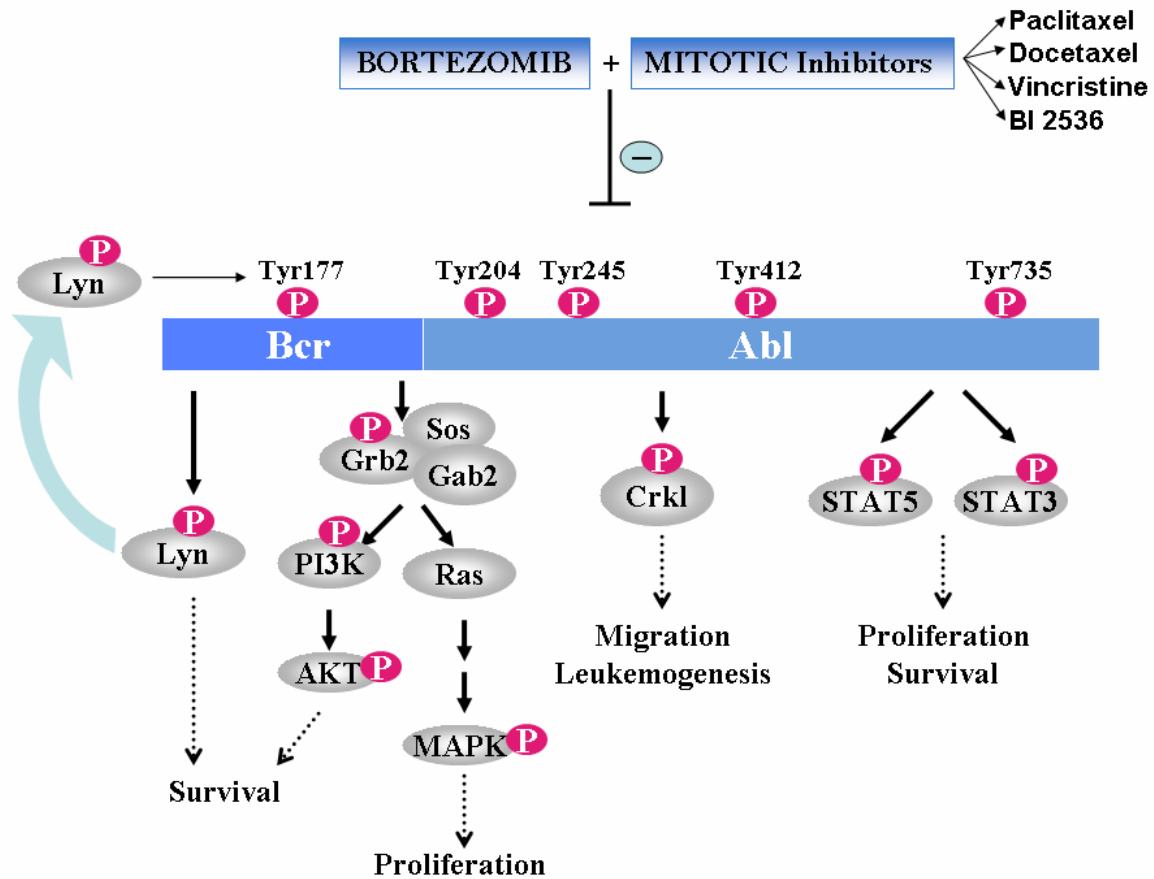 Paclitaxel
BORTEZOMIB + MITOTIC Inhibitors
Docetaxel
Vincristine
BI 2536
−
P
Lyn
Tyr177 Tyr204 Tyr245 Tyr412 Tyr735
P P P P P
Bcr Abl
P Sos
Grb2
Gab2
P
Crkl
P P
STAT5 STAT3
P
Lyn
P
PI3K
Ras
Migration
Leukemogenesis
Proliferation
Survival
AKT P
MAPK P
Survival
Proliferation